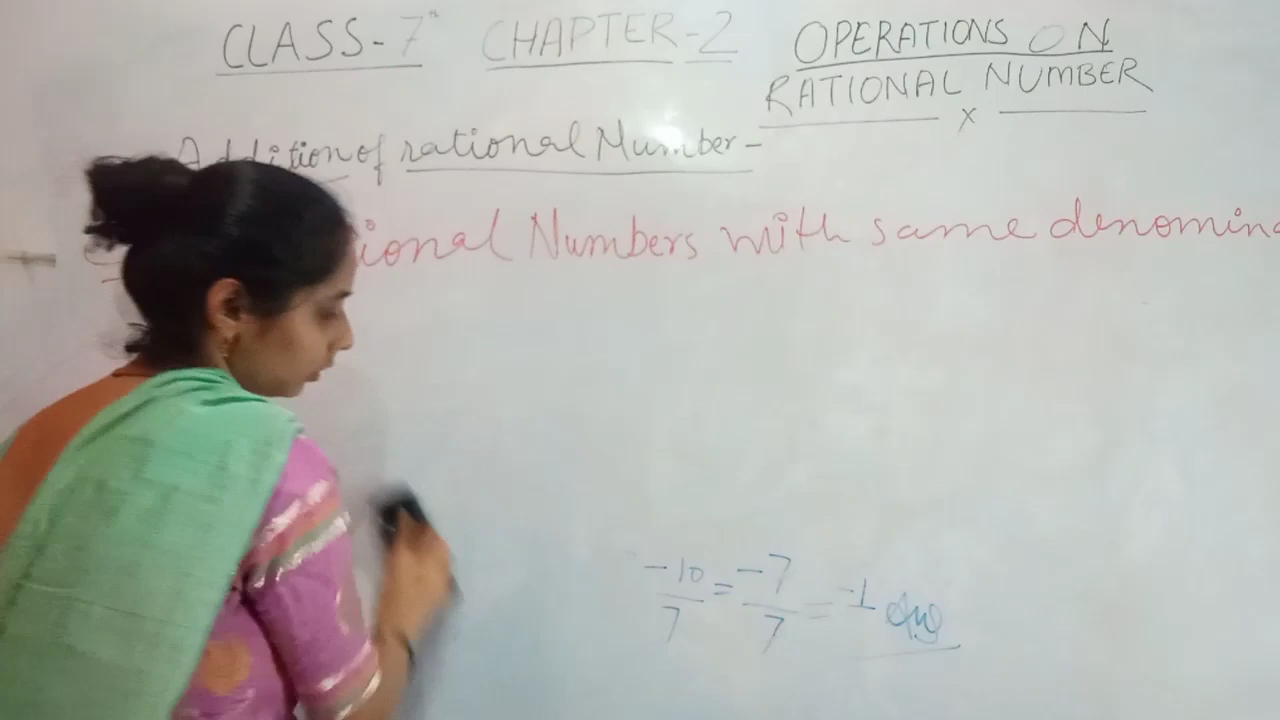 CLASS-7th CHAPTER-2 OPERATIONS ON
RATIONAL NUMBER
x
Addition of rational Number-
ional Numbers with same denomina
-10/7 = -7/7 = -1 Ans